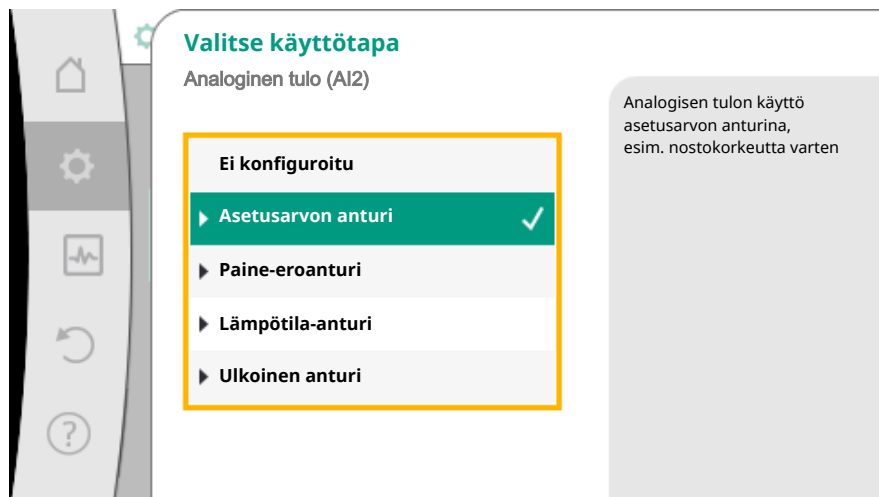 Valitse käyttötapa
Analoginen tulo (AI2)
Ei konfiguroitu
Asetusarvon anturi
Paine-eroanturi
Lämpötila-anturi
Ulkoinen anturi
Analogisen tulon käyttö
asetusarvon anturina,
esim. nostokorkeutta varten
?